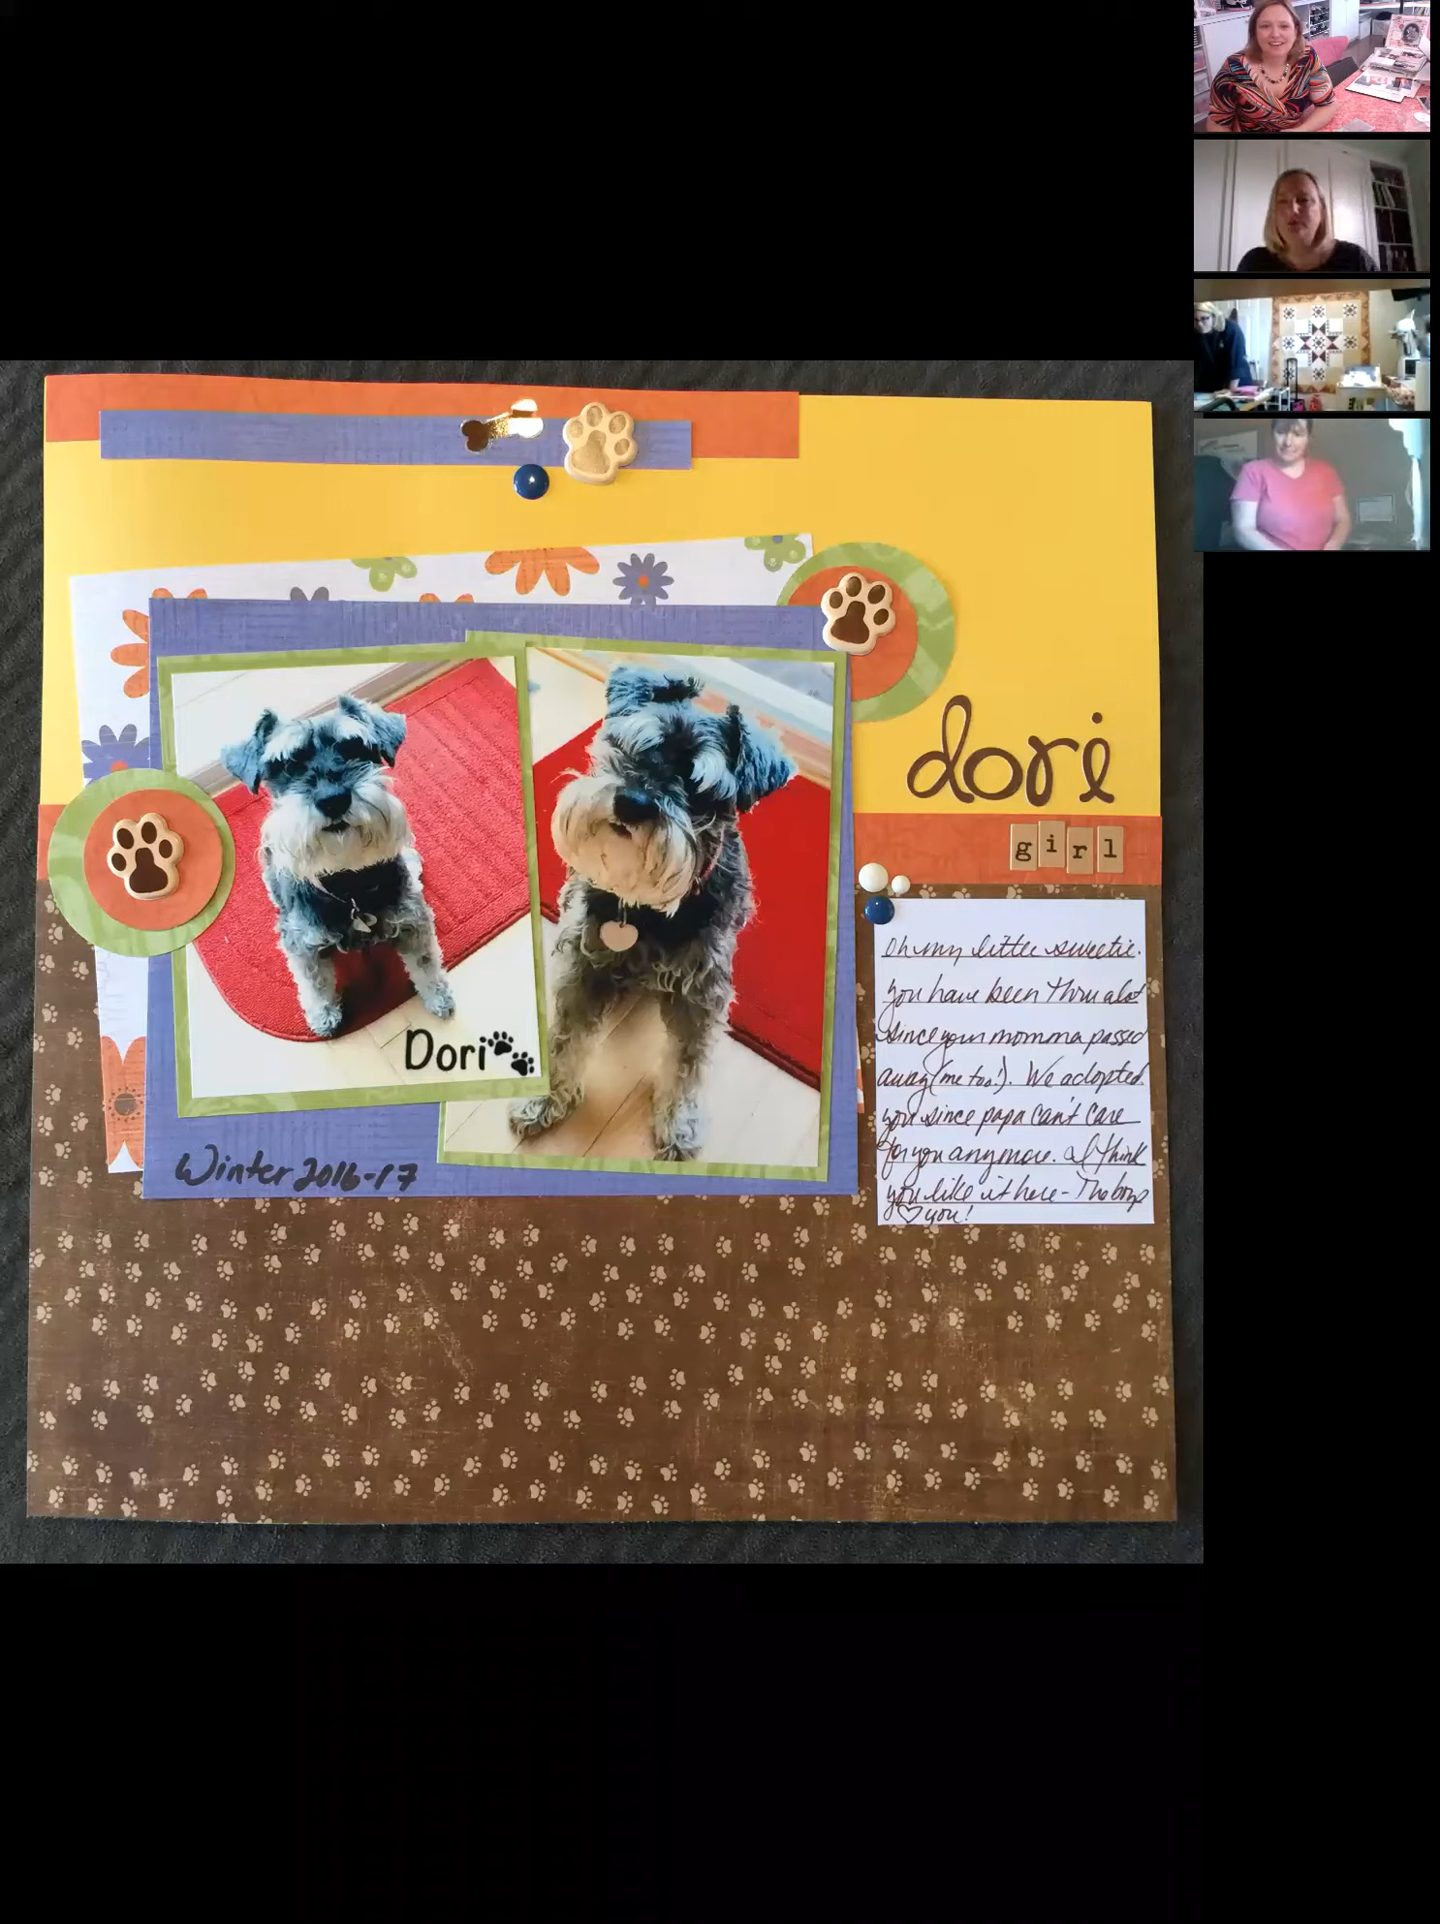 dori
girl
Dori
Oh my little sweetie.
You have been thru alot
since your momma passed
away (me too!). We adopted
you since papa can't care
for you anymore. I think
you like it here - The boys
♡ you!
Winter 2016-17